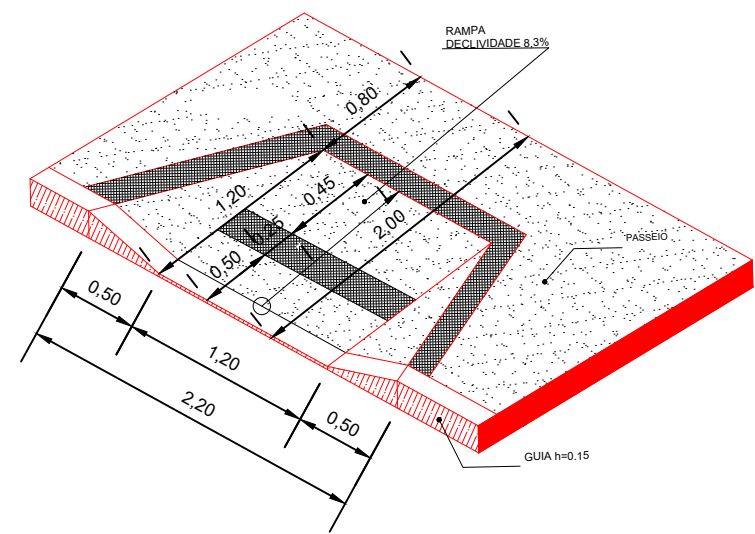 RAMPA
DECLIVIDADE 8,3%
0,80
1,20
0,45
0,25
0,50
2,00
PASSEIO
0,50
1,20
2,20
0,50
GUIA h=0.15